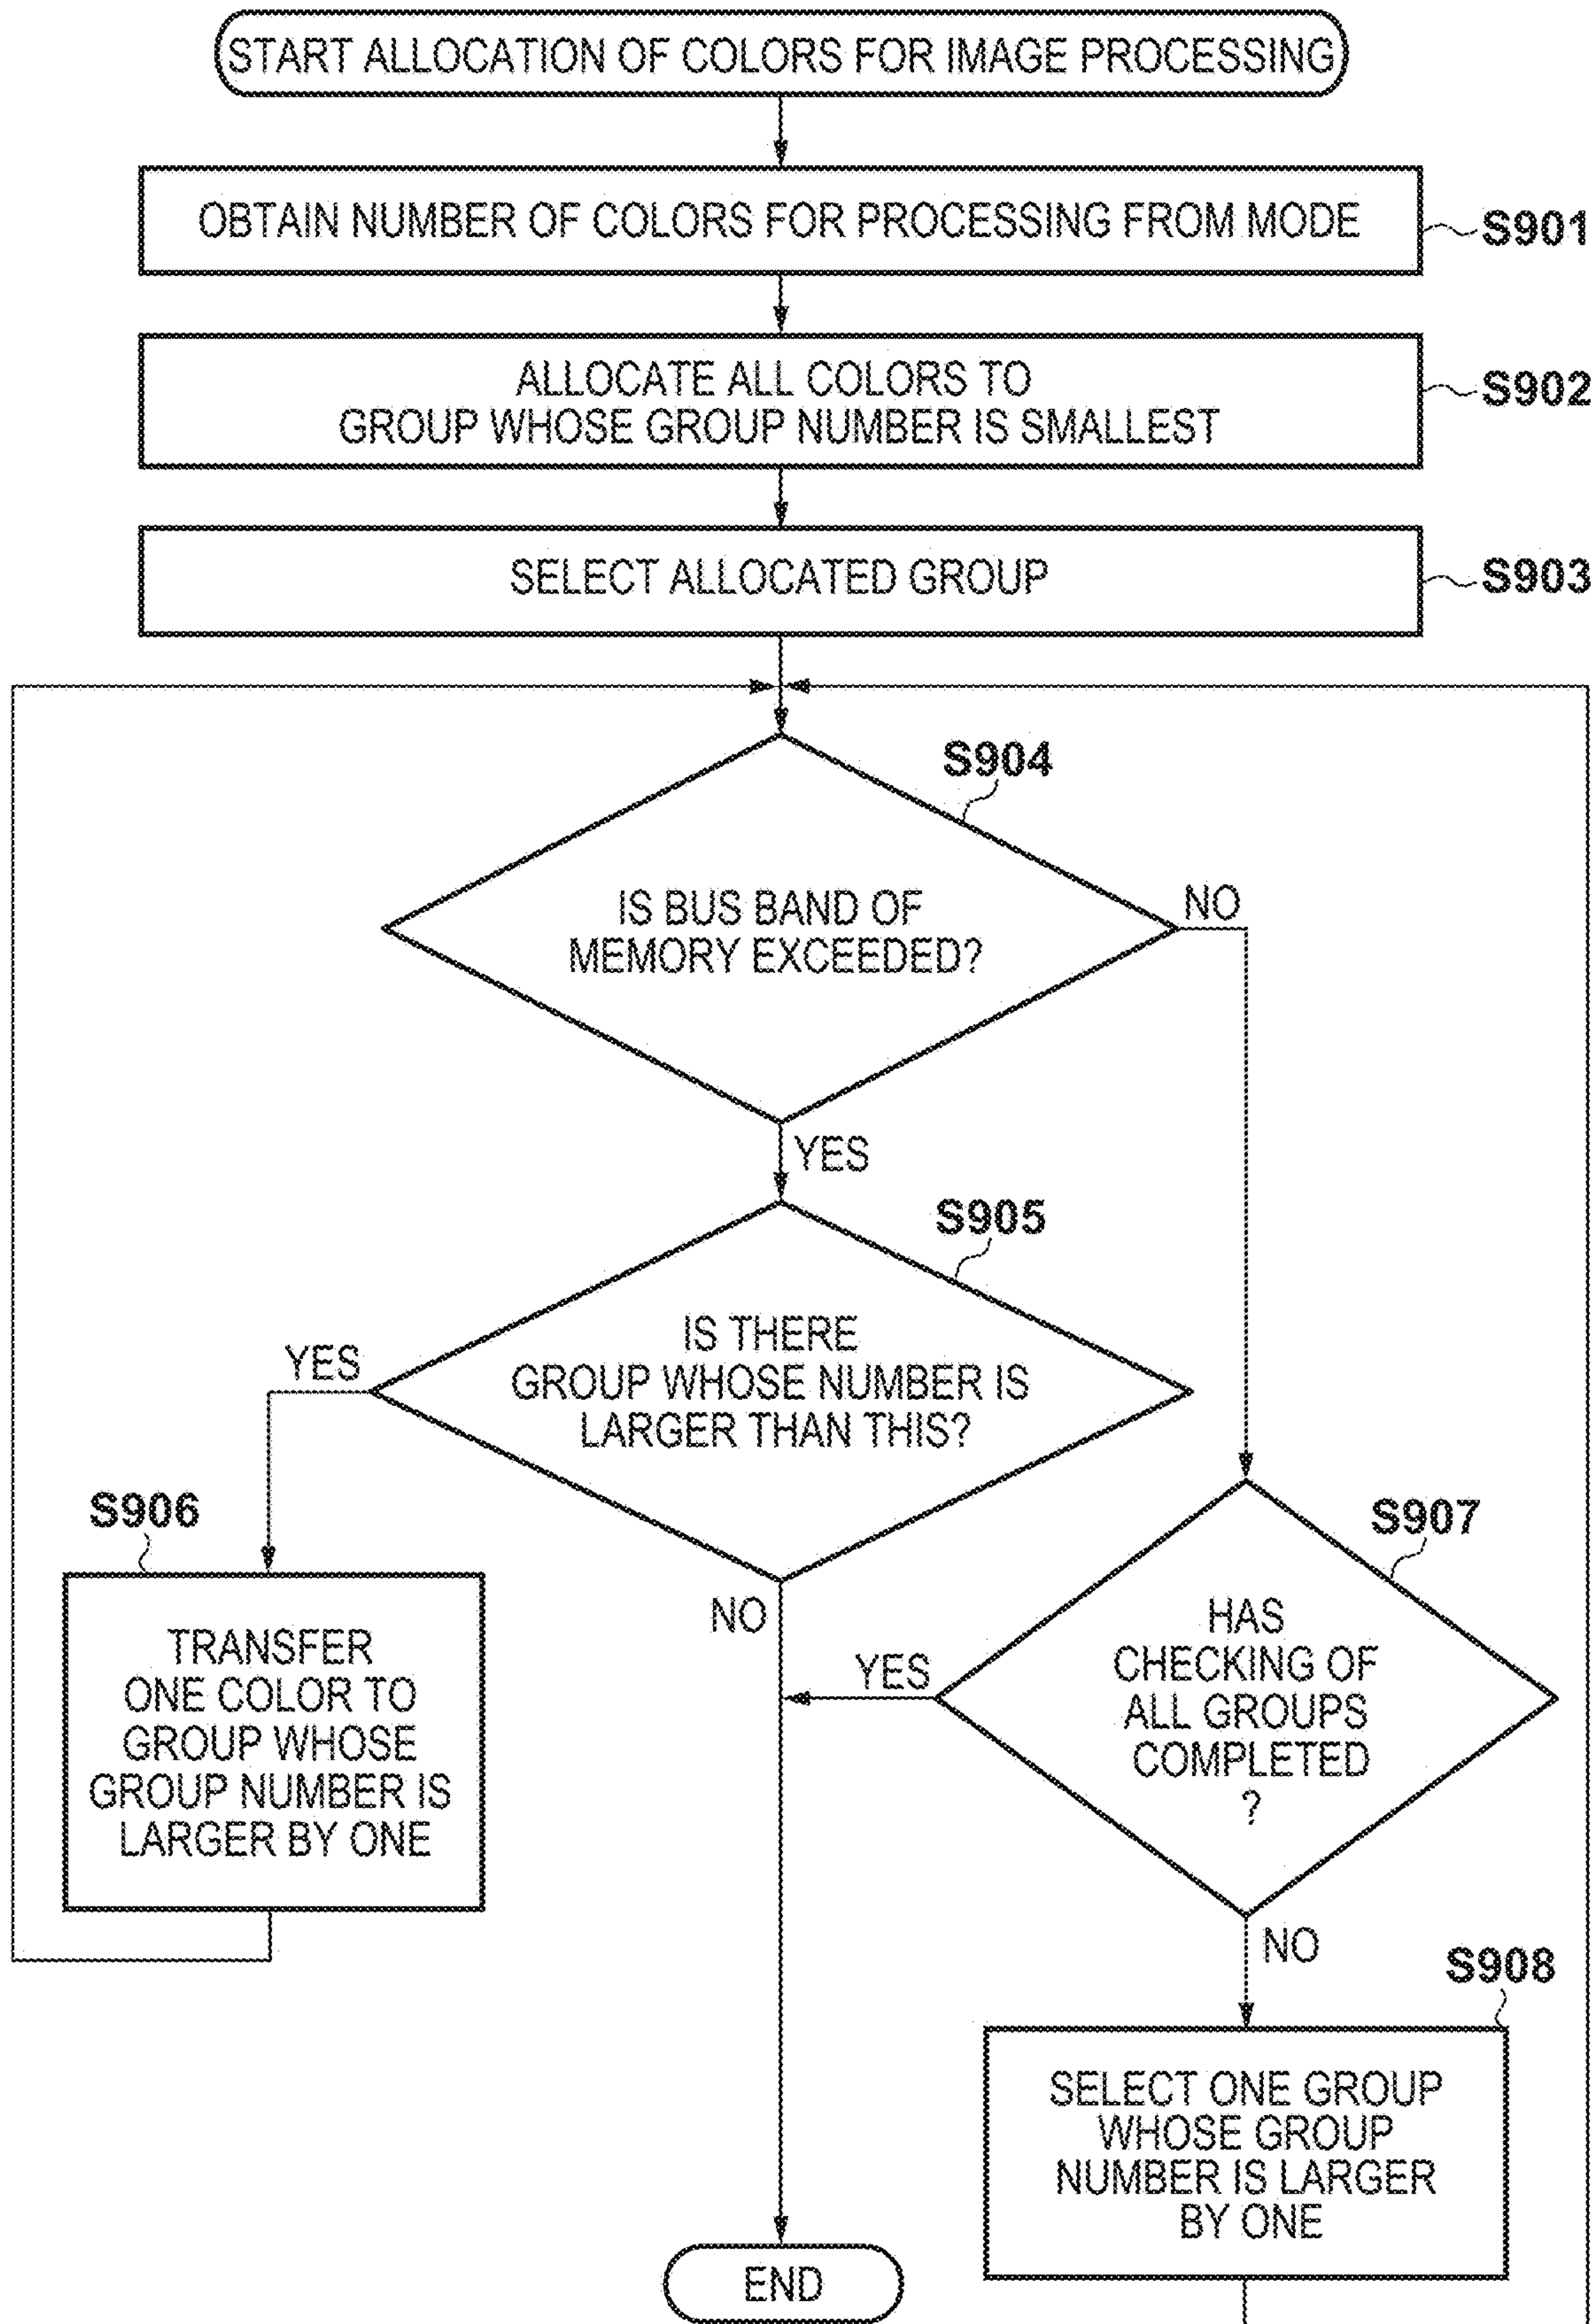 START ALLOCATION OF COLORS FOR IMAGE PROCESSING
OBTAIN NUMBER OF COLORS FOR PROCESSING FROM MODE
S901
ALLOCATE ALL COLORS TO
GROUP WHOSE GROUP NUMBER IS SMALLEST
S902
SELECT ALLOCATED GROUP
S903
S904
IS BUS BAND OF
MEMORY EXCEEDED?
NO
YES
S905
IS THERE
GROUP WHOSE NUMBER IS
LARGER THAN THIS?
YES
NO
S906
TRANSFER
ONE COLOR TO
GROUP WHOSE
GROUP NUMBER IS
LARGER BY ONE
S907
HAS
CHECKING OF
ALL GROUPS
COMPLETED
?
YES
NO
S908
SELECT ONE GROUP
WHOSE GROUP
NUMBER IS LARGER
BY ONE
END